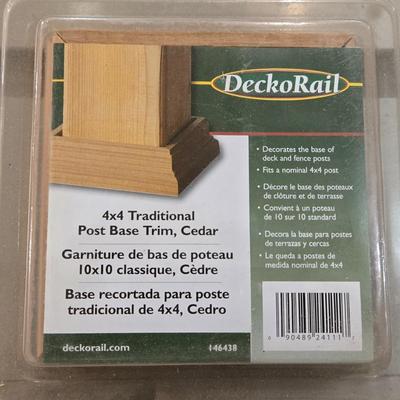 DeckoRail
• Decorates the base of
deck and fence posts
• Fits a nominal 4x4 post
• Décore le base des poteaux
de clôture et de terrasse
• Convient à un poteau
de 10 sur 10 standard
• Decora la base para postes
de terrazas y cercas
• Le queda a postes de
medida nominal de 4x4
4x4 Traditional
Post Base Trim, Cedar
Garniture de bas de poteau
10x10 classique, Cèdre
Base recortada para poste
tradicional de 4x4, Cedro
deckorail.com
146438
0 90489 24111 7